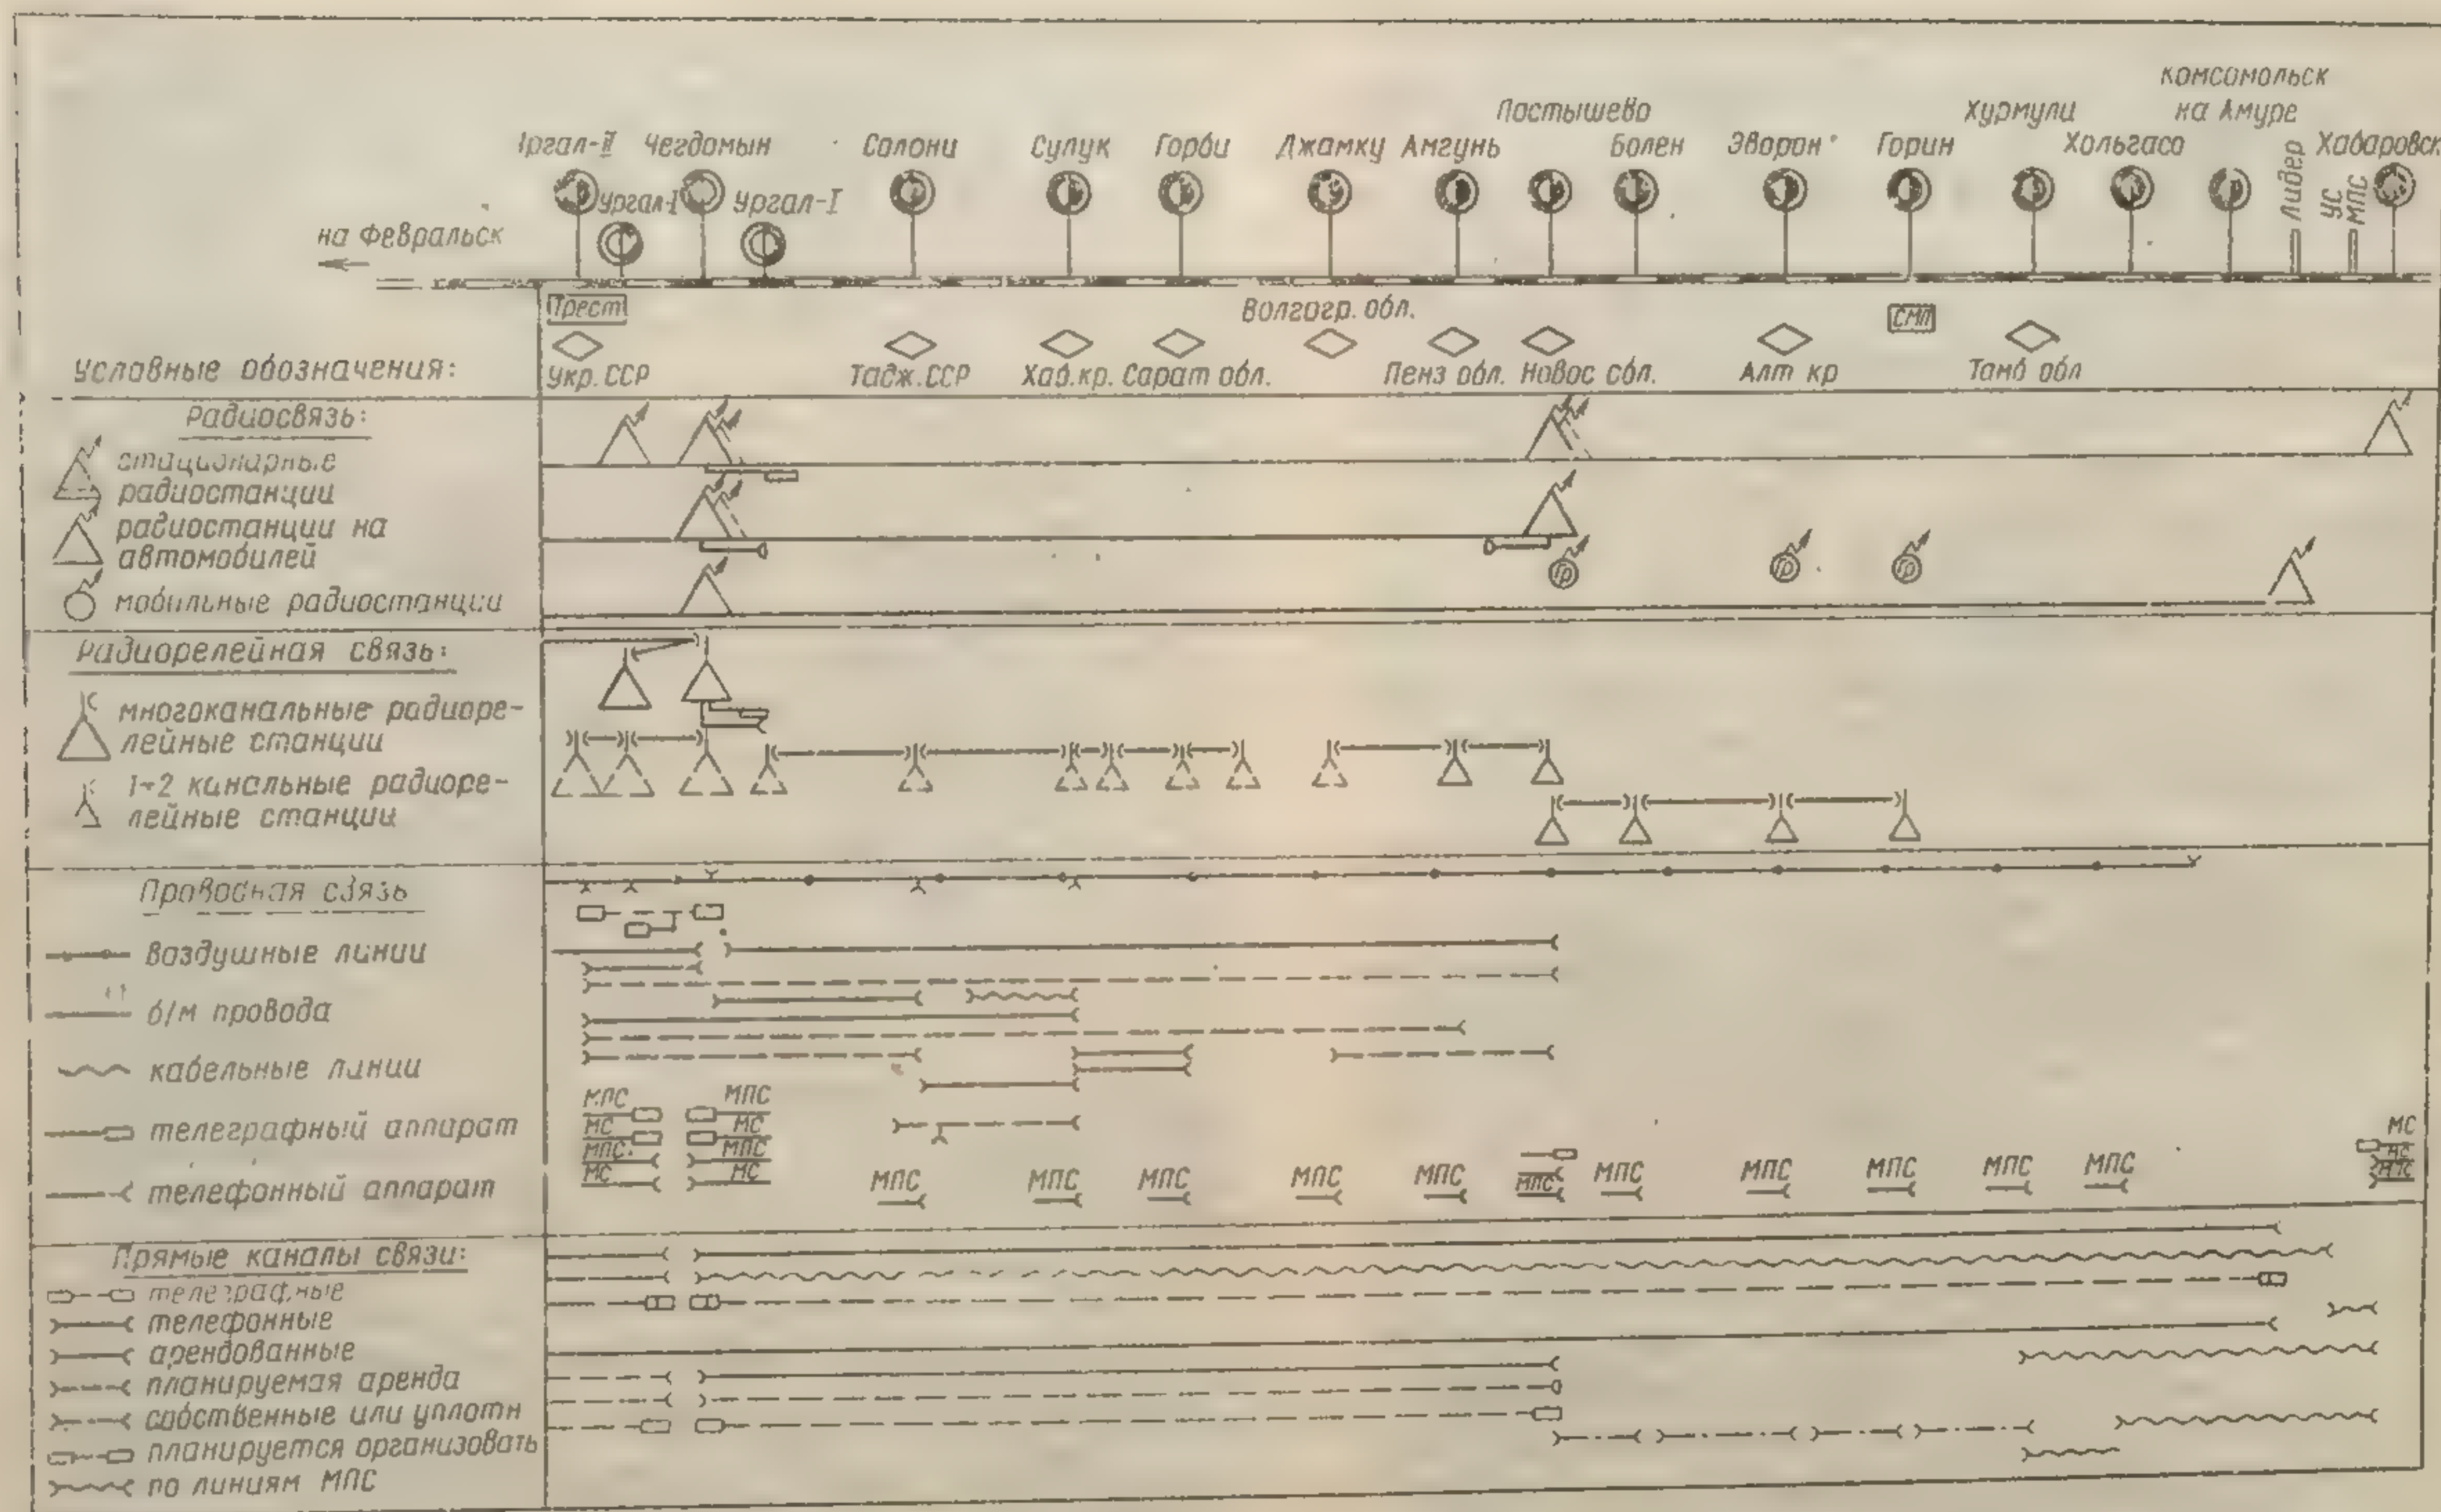 Комсомольск
на Амуре
Постышево
Хурмули
Ургал-II Чегдомын Солони Сулук Горби Джамку Амгунь Болен Эворон Горин Хольгасо Хабаровск
Лидер
УС
МПС
Ургал-I Ургал-I
на Февральск
Трест
Волгогр. обл.
СМП
Условные обозначения:
Укр. ССР Тадж. ССР Хаб. кр. Сарат обл. Пенз обл. Новос обл. Алт кр Тамб обл
Радиосвязь:
стационарные
радиостанции
радиостанции на
автомобилей
мобильные радиостанции
гр гр гр
Радиорелейная связь:
многоканальные радиоре-
лейные станции
1÷2 канальные радиоре-
лейные станции
Проводная связь
воздушные линии
б/м провода
кабельные линии
телеграфный аппарат
телефонный аппарат
МПС МПС
МС МС
МПС МПС
МС МС
МПС МПС МПС МПС МПС МПС МПС МПС МПС МПС МПС
МС
МС
МПС
Прямые каналы связи:
телеграфные
телефонные
арендованные
планируемая аренда
собственные или уплотн
планируется организовать
по линиям МПС